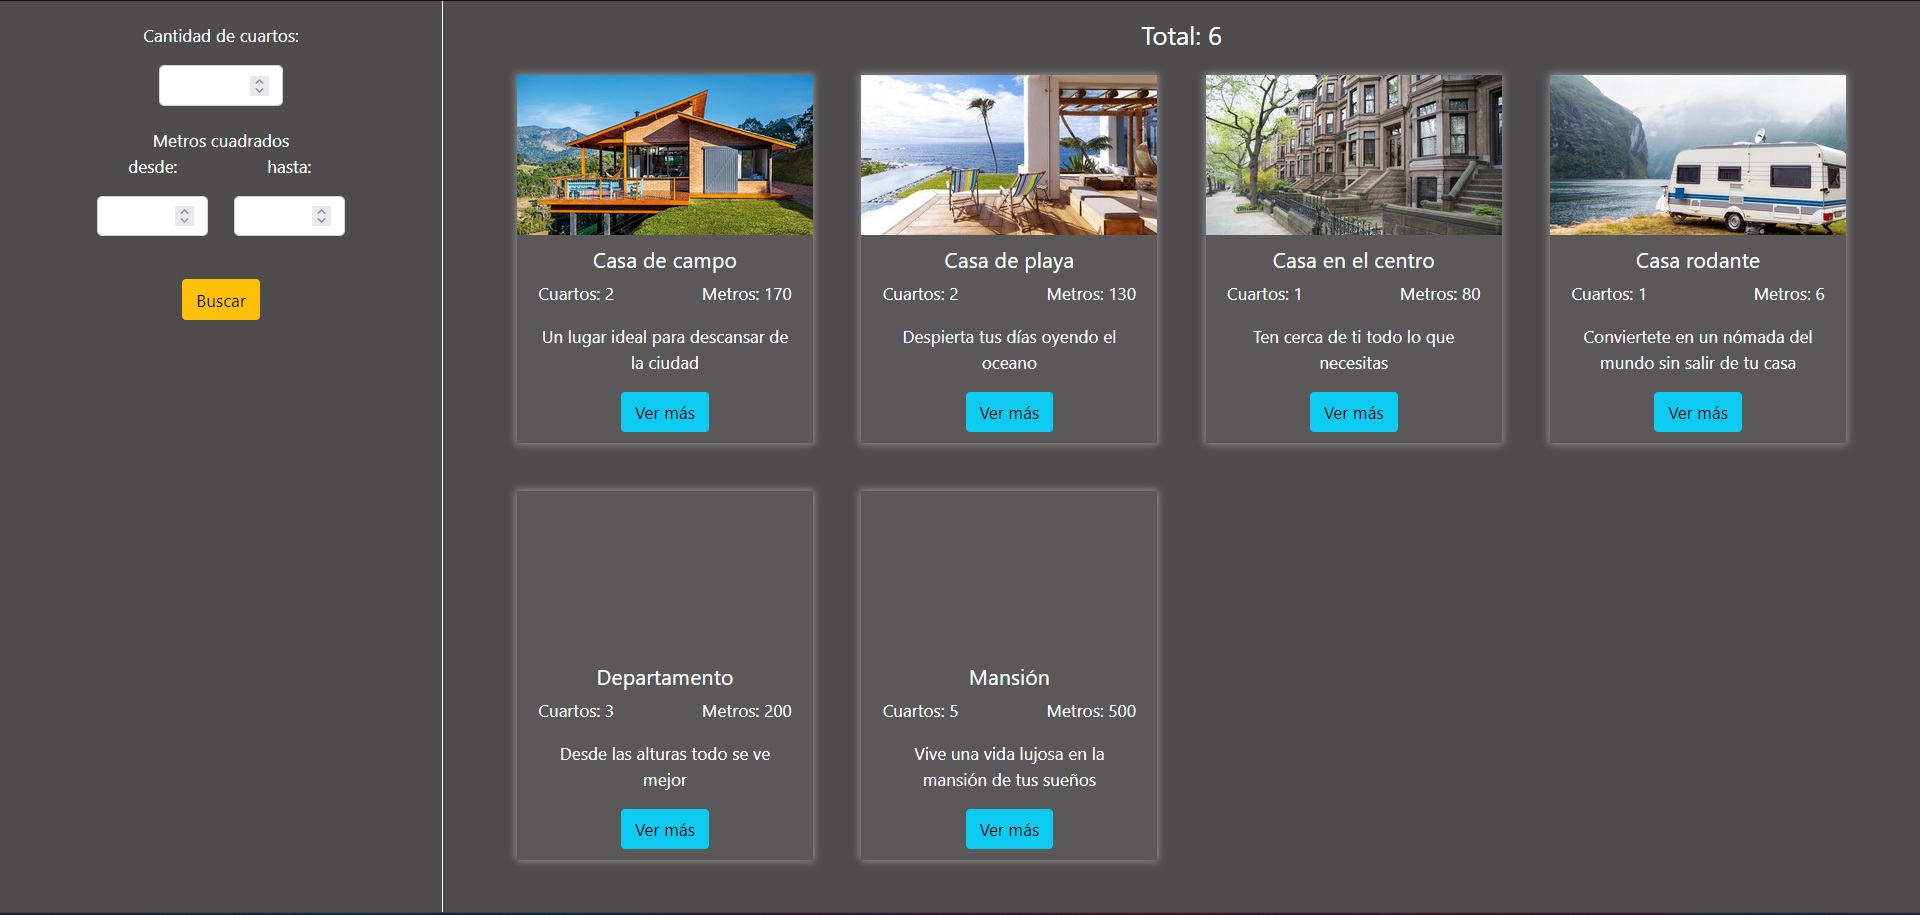 Cantidad de cuartos:
Metros cuadrados
desde: hasta:
Buscar
Total: 6
Casa de campo
Cuartos: 2 Metros: 170
Un lugar ideal para descansar de
la ciudad
Ver más
Casa de playa
Cuartos: 2 Metros: 130
Despierta tus días oyendo el
oceano
Ver más
Casa en el centro
Cuartos: 1 Metros: 80
Ten cerca de ti todo lo que
necesitas
Ver más
Casa rodante
Cuartos: 1 Metros: 6
Conviertete en un nómada del
mundo sin salir de tu casa
Ver más
Departamento
Cuartos: 3 Metros: 200
Desde las alturas todo se ve
mejor
Ver más
Mansión
Cuartos: 5 Metros: 500
Vive una vida lujosa en la
mansión de tus sueños
Ver más